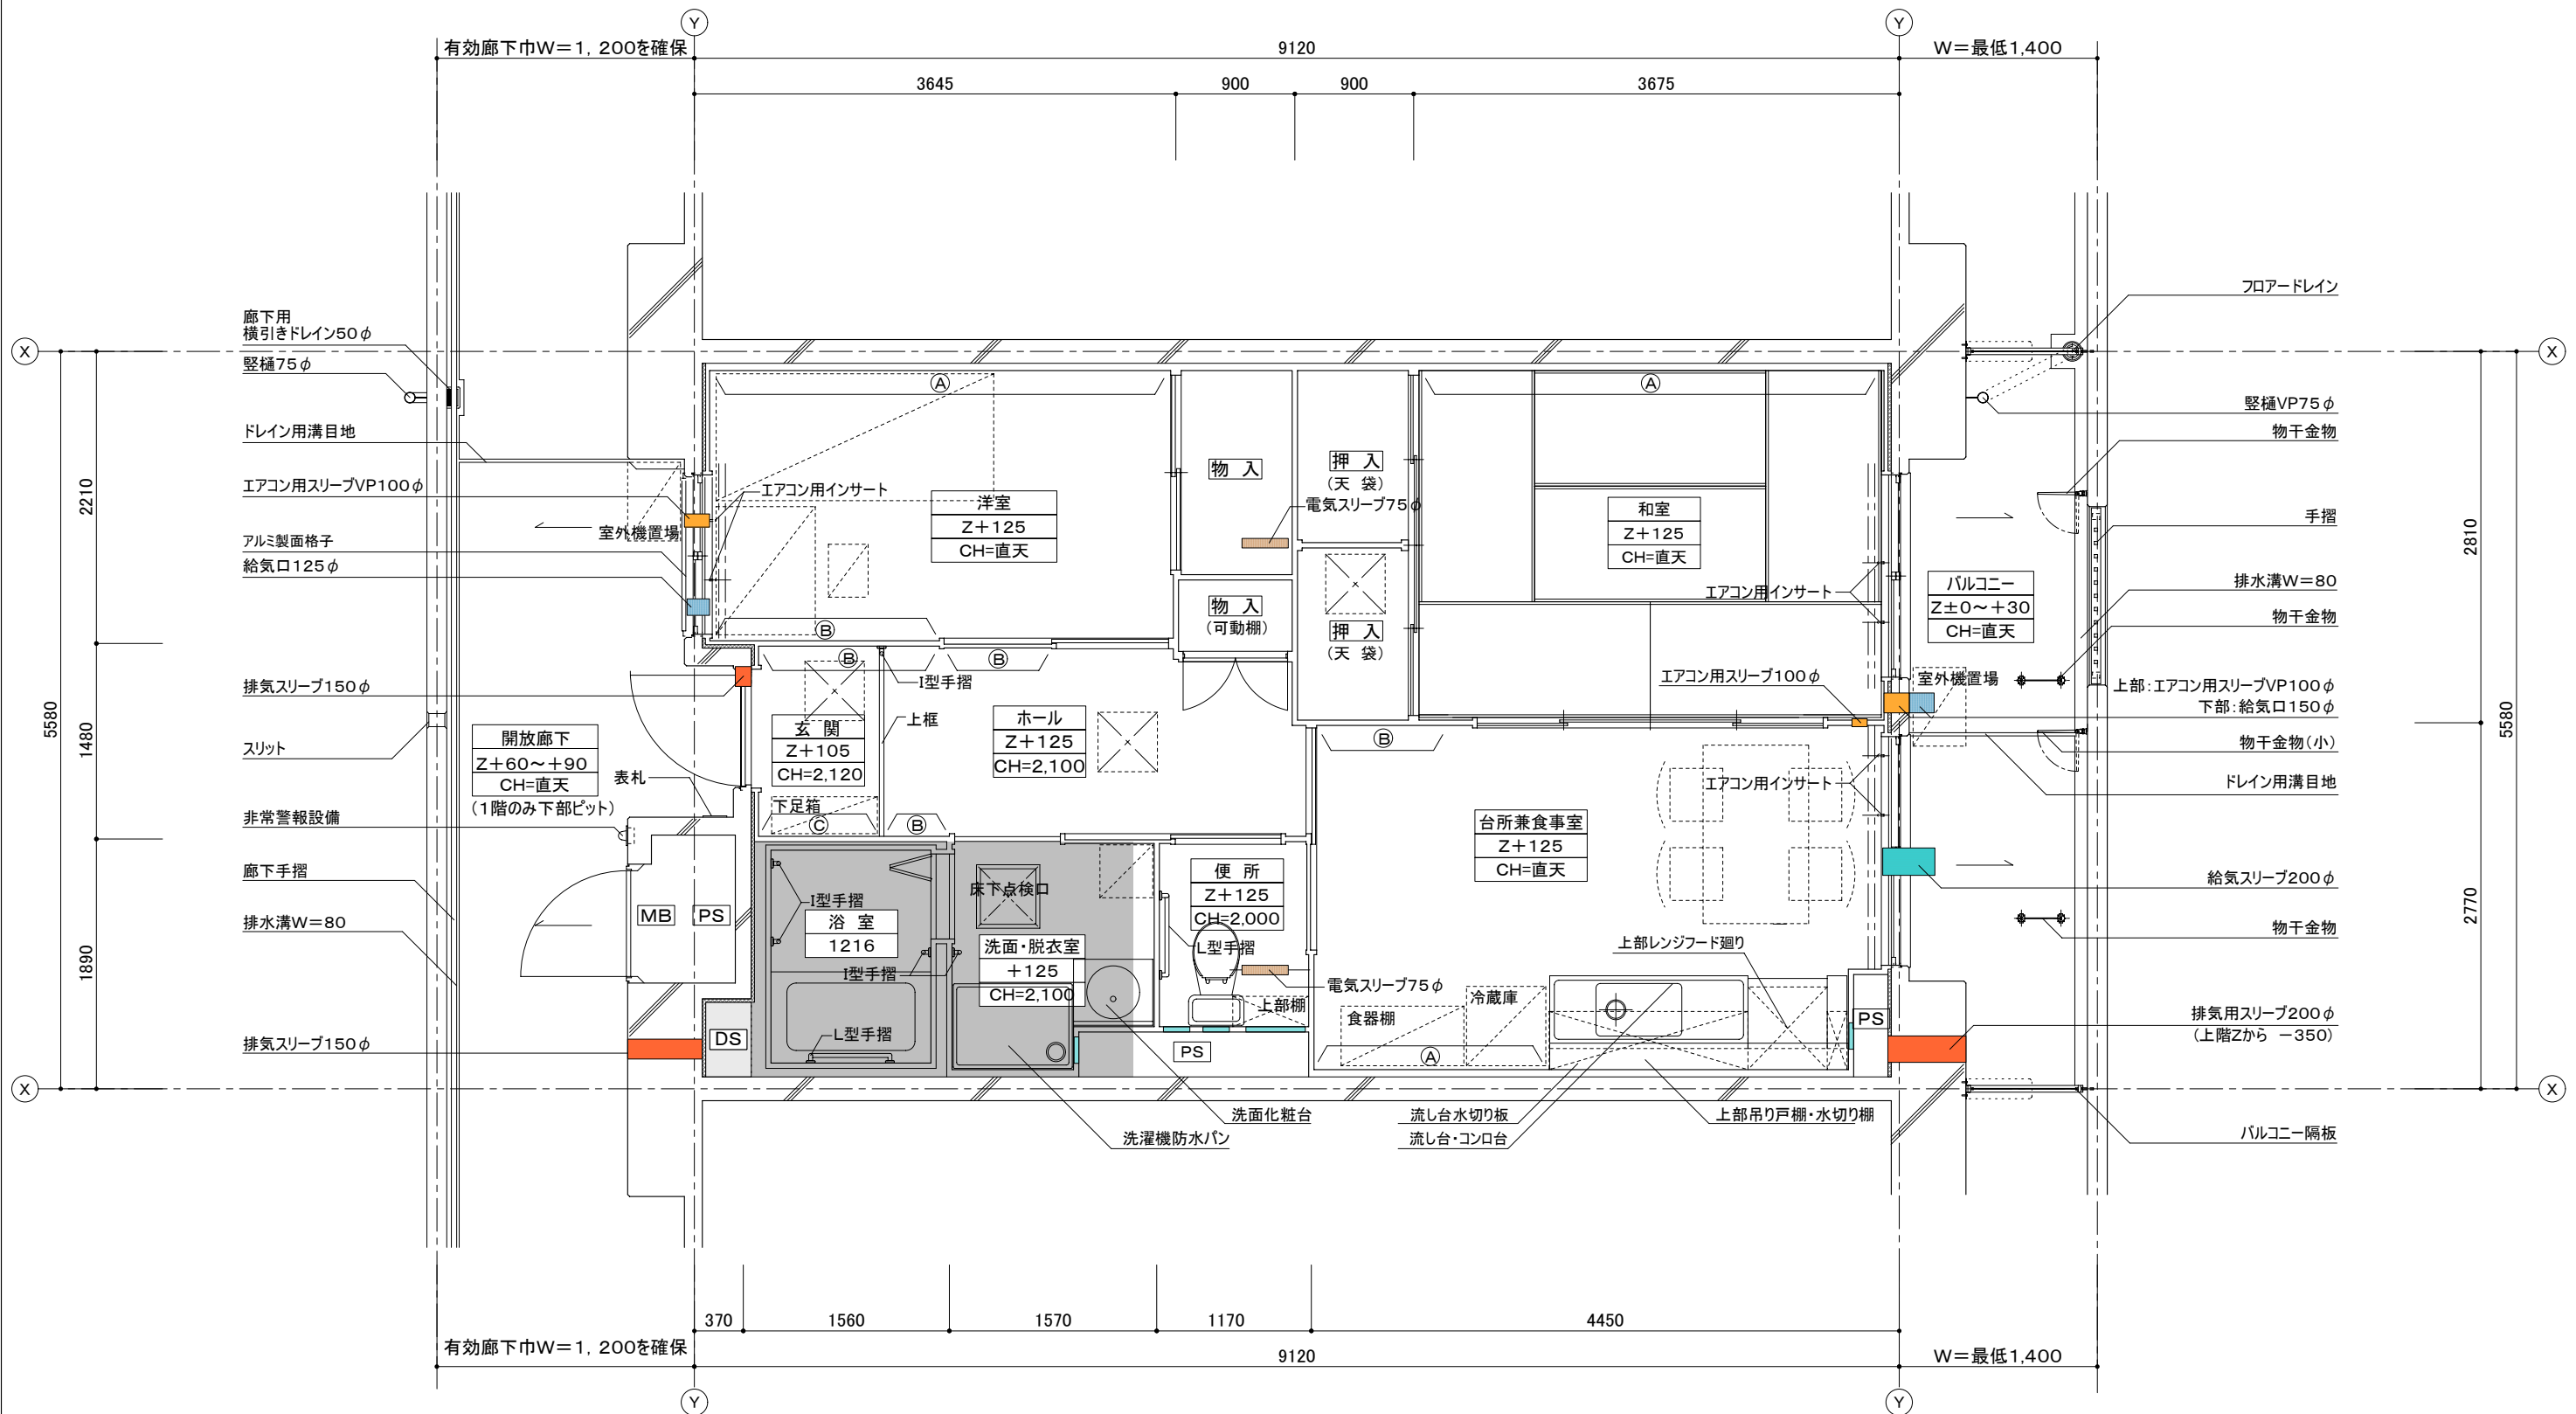 Y
Y
有効廊下巾W=1,200を確保
9120
W=最低1,400
3645
900
900
3675
廊下用
横引きドレイン50φ
竪樋75φ
ドレイン用溝目地
エアコン用スリーブVP100φ
アルミ製面格子
給気口125φ
排気スリーブ150φ
スリット
非常警報設備
廊下手摺
排水溝W=80
排気スリーブ150φ
X
X
5580
2210
1480
1890
室外機置場
開放廊下
Z+60~+90
CH=直天
(1階のみ下部ピット)
表札
MB
PS
DS
A
エアコン用インサート
洋室
Z+125
CH=直天
B
物 入
電気スリーブ75φ
物 入
(可動棚)
押 入
(天 袋)
押 入
(天 袋)
A
和室
Z+125
CH=直天
エアコン用インサート
エアコン用スリーブ100φ
B
B
I型手摺
上框
玄 関
Z+105
CH=2,120
下足箱
C
B
ホール
Z+125
CH=2,100
B
台所兼食事室
Z+125
CH=直天
エアコン用インサート
上部レンジフード廻り
I型手摺
浴 室
1216
I型手摺
L型手摺
床下点検口
洗面・脱衣室
+125
CH=2,100
便 所
Z+125
CH=2,000
L型手摺
電気スリーブ75φ
上部棚
PS
食器棚
冷蔵庫
A
PS
洗面化粧台
洗濯機防水パン
流し台水切り板
流し台・コンロ台
上部吊り戸棚・水切り棚
バルコニー
Z±0~+30
CH=直天
室外機置場
フロアードレイン
竪樋VP75φ
物干金物
手摺
排水溝W=80
物干金物
上部:エアコン用スリーブVP100φ
下部:給気口150φ
物干金物(小)
ドレイン用溝目地
給気スリーブ200φ
物干金物
排気用スリーブ200φ
(上階Zから -350)
バルコニー隔板
X
X
2810
2770
5580
370
1560
1570
1170
4450
有効廊下巾W=1,200を確保
9120
W=最低1,400
Y
Y